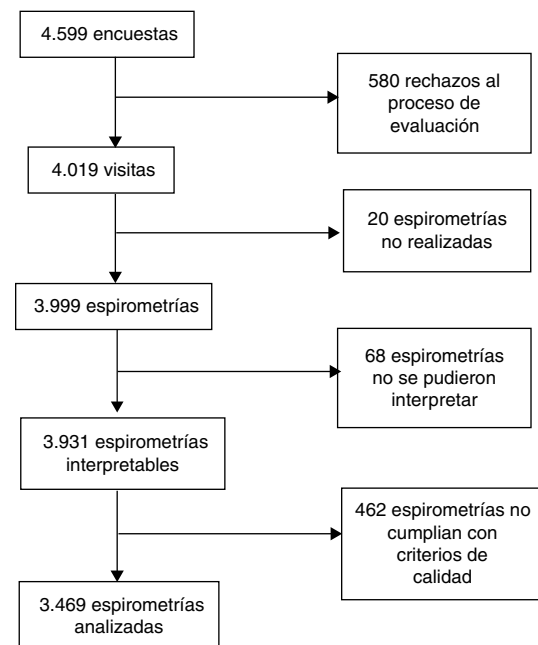 4.599 encuestas
580 rechazos al
proceso de
evaluación
4.019 visitas
20 espirometrías
no realizadas
3.999 espirometrías
68 espirometrías
no se pudieron
interpretar
3.931 espirometrías
interpretables
462 espirometrías no
cumplian con
criterios de
calidad
3.469 espirometrías
analizadas